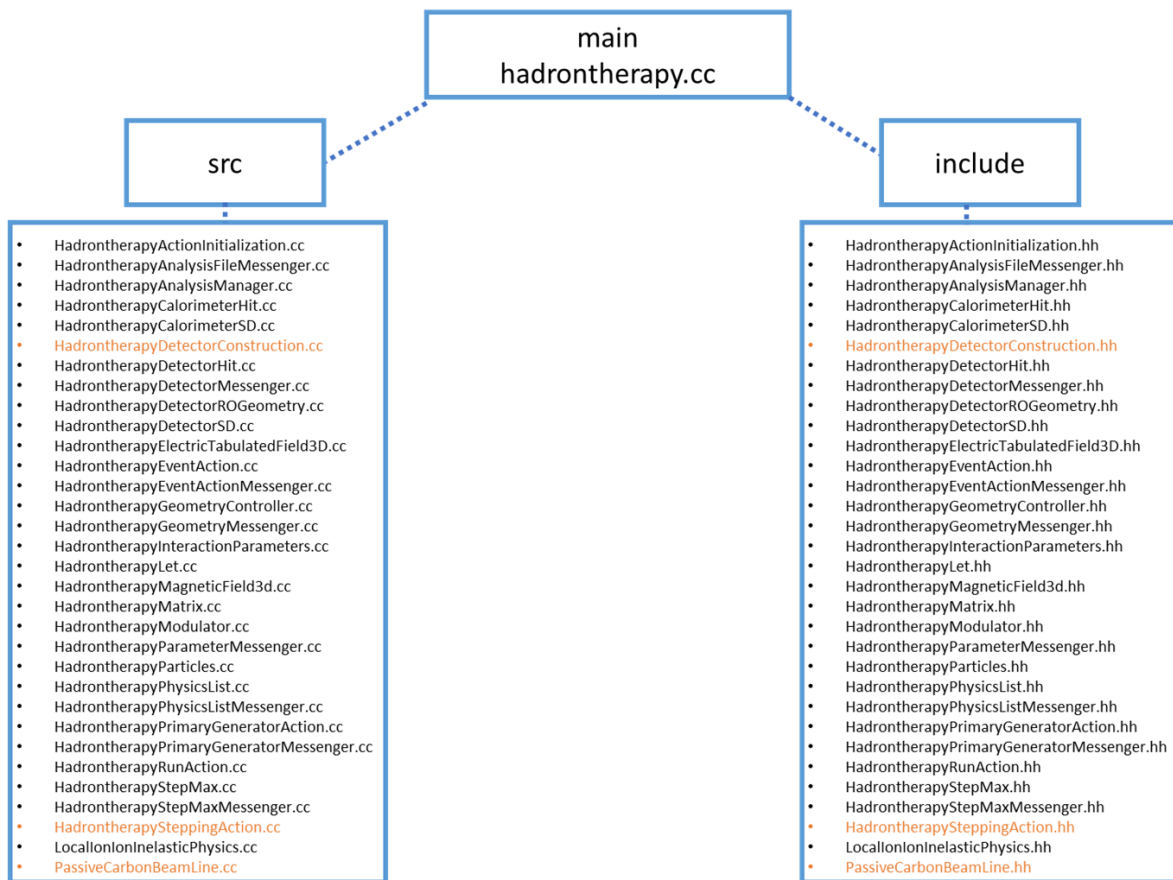 main
hadrontherapy.cc
src
include
• HadrontherapyActionInitialization.cc
• HadrontherapyAnalysisFileMessenger.cc
• HadrontherapyAnalysisManager.cc
• HadrontherapyCalorimeterHit.cc
• HadrontherapyCalorimeterSD.cc
• HadrontherapyDetectorConstruction.cc
• HadrontherapyDetectorHit.cc
• HadrontherapyDetectorMessenger.cc
• HadrontherapyDetectorROGeometry.cc
• HadrontherapyDetectorSD.cc
• HadrontherapyElectricTabulatedField3D.cc
• HadrontherapyEventAction.cc
• HadrontherapyEventActionMessenger.cc
• HadrontherapyGeometryController.cc
• HadrontherapyGeometryMessenger.cc
• HadrontherapyInteractionParameters.cc
• HadrontherapyLet.cc
• HadrontherapyMagneticField3d.cc
• HadrontherapyMatrix.cc
• HadrontherapyModulator.cc
• HadrontherapyParameterMessenger.cc
• HadrontherapyParticles.cc
• HadrontherapyPhysicsList.cc
• HadrontherapyPhysicsListMessenger.cc
• HadrontherapyPrimaryGeneratorAction.cc
• HadrontherapyPrimaryGeneratorMessenger.cc
• HadrontherapyRunAction.cc
• HadrontherapyStepMax.cc
• HadrontherapyStepMaxMessenger.cc
• HadrontherapySteppingAction.cc
• LocalIonIonInelasticPhysics.cc
• PassiveCarbonBeamLine.cc
• HadrontherapyActionInitialization.hh
• HadrontherapyAnalysisFileMessenger.hh
• HadrontherapyAnalysisManager.hh
• HadrontherapyCalorimeterHit.hh
• HadrontherapyCalorimeterSD.hh
• HadrontherapyDetectorConstruction.hh
• HadrontherapyDetectorHit.hh
• HadrontherapyDetectorMessenger.hh
• HadrontherapyDetectorROGeometry.hh
• HadrontherapyDetectorSD.hh
• HadrontherapyElectricTabulatedField3D.hh
• HadrontherapyEventAction.hh
• HadrontherapyEventActionMessenger.hh
• HadrontherapyGeometryController.hh
• HadrontherapyGeometryMessenger.hh
• HadrontherapyInteractionParameters.hh
• HadrontherapyLet.hh
• HadrontherapyMagneticField3d.hh
• HadrontherapyMatrix.hh
• HadrontherapyModulator.hh
• HadrontherapyParameterMessenger.hh
• HadrontherapyParticles.hh
• HadrontherapyPhysicsList.hh
• HadrontherapyPhysicsListMessenger.hh
• HadrontherapyPrimaryGeneratorAction.hh
• HadrontherapyPrimaryGeneratorMessenger.hh
• HadrontherapyRunAction.hh
• HadrontherapyStepMax.hh
• HadrontherapyStepMaxMessenger.hh
• HadrontherapySteppingAction.hh
• LocalIonIonInelasticPhysics.hh
• PassiveCarbonBeamLine.hh